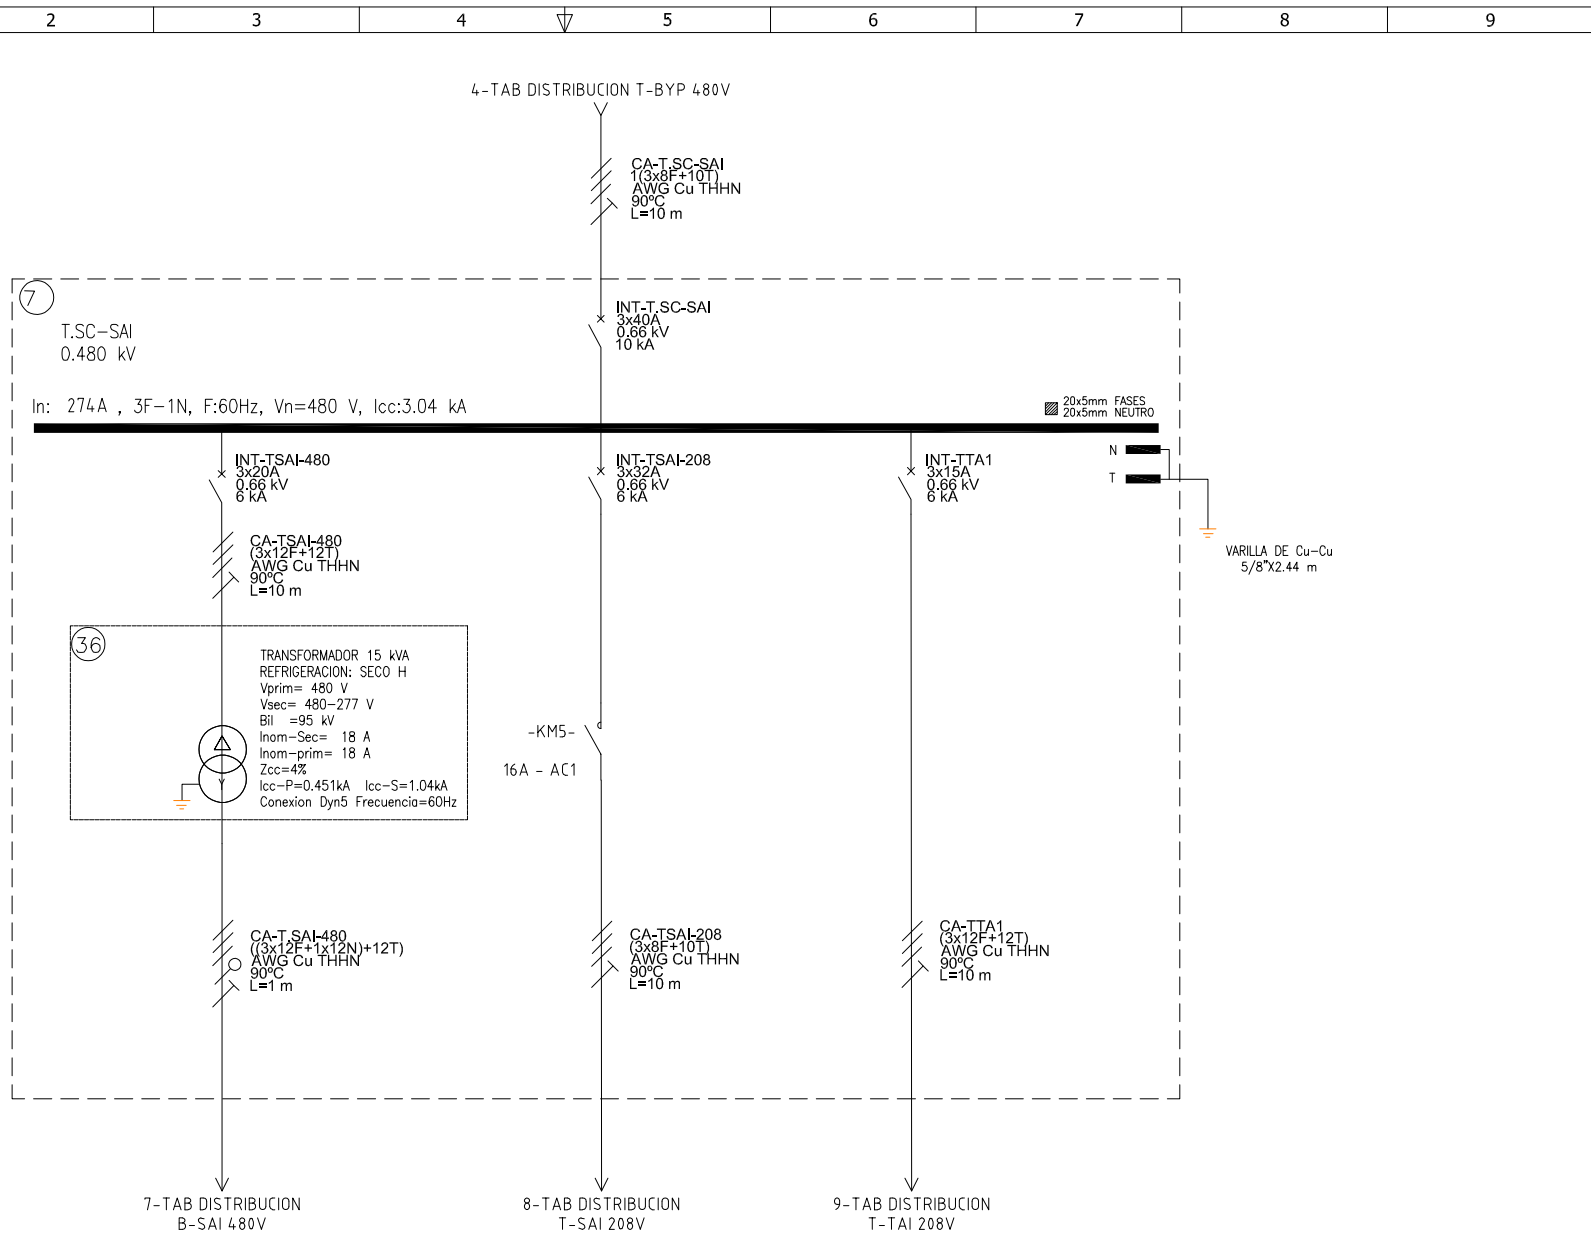 2 3 4 5 6 7 8 9
4-TAB DISTRIBUCION T-BYP 480V
CA-T.SC-SAI
1(3x8F+10T)
AWG Cu THHN
90ºC
L=10 m
7
T.SC-SAI
0.480 kV
INT-T.SC-SAI
3x40A
0.66 kV
10 kA
In: 274A , 3F-1N, F:60Hz, Vn=480 V, Icc:3.04 kA
20x5mm FASES
20x5mm NEUTRO
N
T
VARILLA DE Cu-Cu
5/8"X2.44 m
INT-TSAI-480
3x20A
0.66 kV
6 kA
INT-TSAI-208
3x32A
0.66 kV
6 kA
INT-TTA1
3x15A
0.66 kV
6 kA
CA-TSAI-480
(3x12F+12T)
AWG Cu THHN
90ºC
L=10 m
36
TRANSFORMADOR 15 kVA
REFRIGERACION: SECO H
Vprim= 480 V
Vsec= 480-277 V
Bil =95 kV
Inom-Sec= 18 A
Inom-prim= 18 A
Zcc=4%
Icc-P=0.451kA Icc-S=1.04kA
Conexion Dyn5 Frecuencia=60Hz
Y
-KM5-
16A - AC1
CA-T.SAI-480
((3x12F+1x12N)+12T)
AWG Cu THHN
90ºC
L=1 m
CA-TSAI-208
(3x8F+10T)
AWG Cu THHN
90ºC
L=10 m
CA-TTA1
(3x12F+12T)
AWG Cu THHN
90ºC
L=10 m
7-TAB DISTRIBUCION
B-SAI 480V
8-TAB DISTRIBUCION
T-SAI 208V
9-TAB DISTRIBUCION
T-TAI 208V